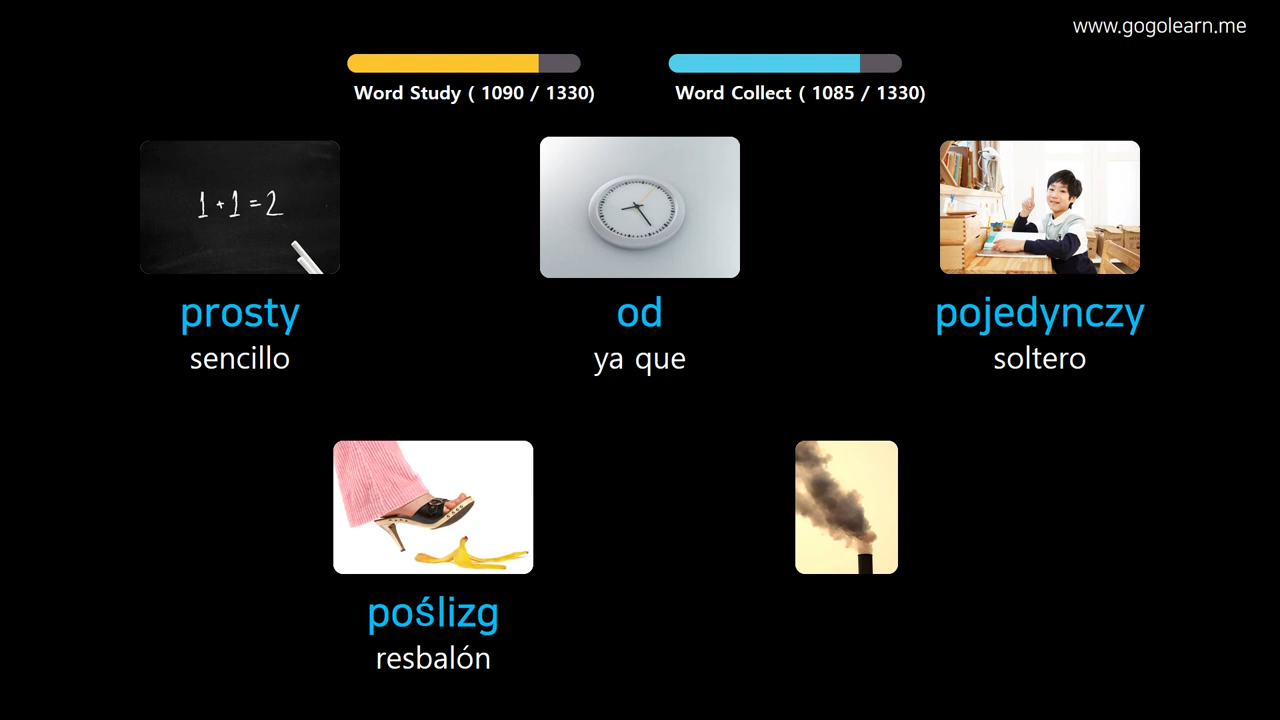 www.gogolearn.me
Word Study ( 1090 / 1330)
Word Collect ( 1085 / 1330)
1 + 1 = 2
prosty
sencillo
od
ya que
pojedynczy
soltero
poślizg
resbalón